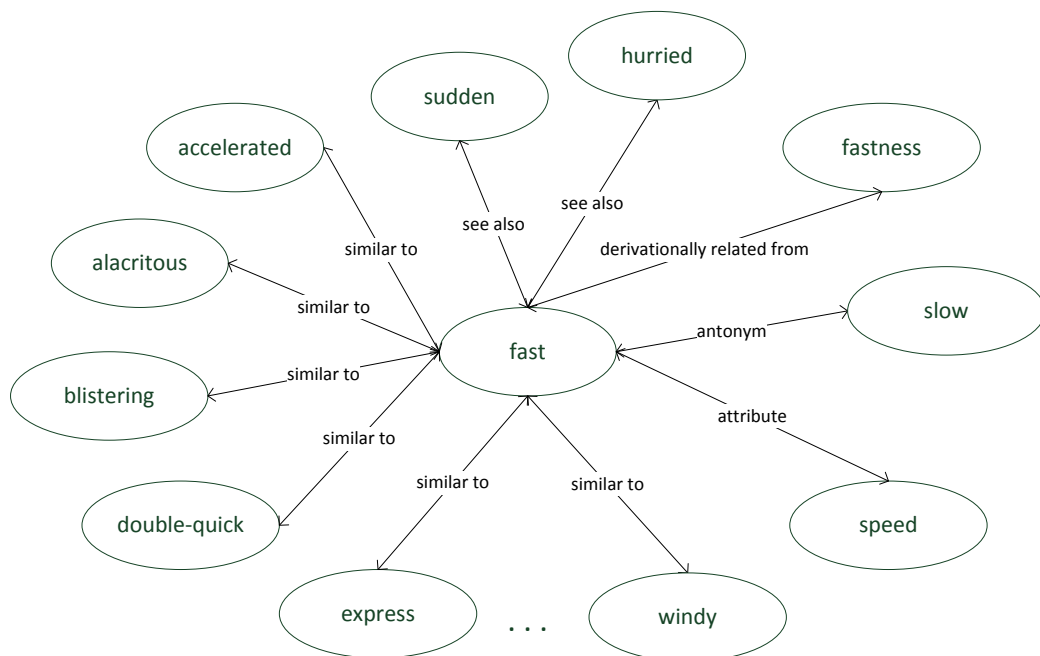 hurried
sudden
accelerated
fastness
see also
see also
similar to
derivationally related from
alacritous
similar to
slow
antonym
fast
similar to
blistering
attribute
similar to
similar to
similar to
double-quick
speed
express
. . .
windy